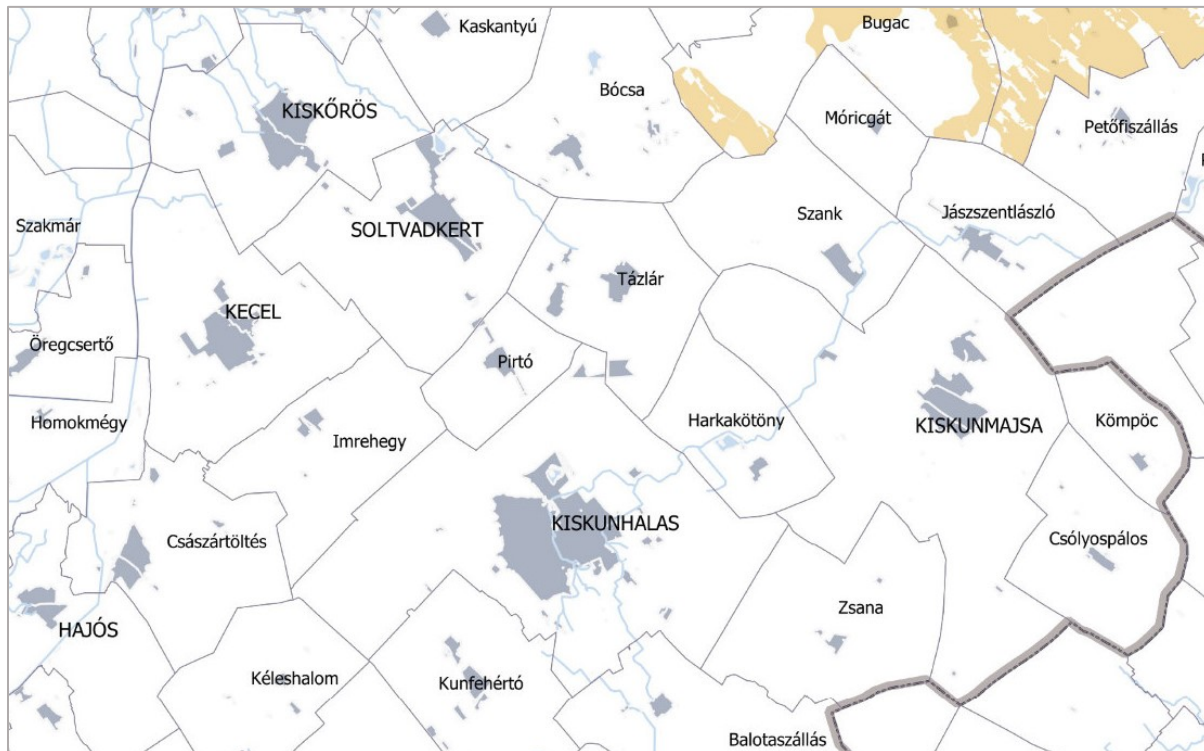 Kaskantyú
Bugac
Bócsa
KISKŐRÖS
Móricgát
Petőfiszállás
Szakmár
SOLTVADKERT
Szank
Jászszentlászló
Tázlár
KECEL
Öregcsertő
Pirtó
Homokmégy
Imrehegy
Harkakötöny
KISKUNMAJSA
Kömpöc
KISKUNHALAS
Császártöltés
Csólyospálos
Zsana
HAJÓS
Kéleshalom
Kunfehértó
Balotaszállás